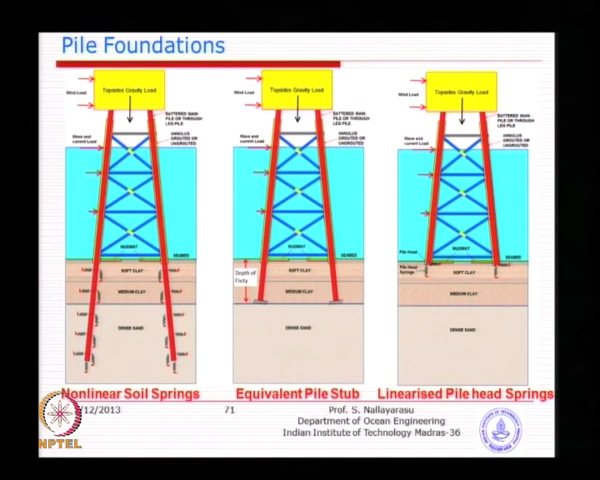 Pile Foundations
Topsides Gravity Load
Wind Load
BATTERED MAIN
PILE OR THROUGH
LEG PILE
Wave and
current Load
ANNULUS
GROUTED OR
UNGROUTED
MUDMAT
SEABED
SOFT CLAY
MEDIUM CLAY
DENSE SAND
Nonlinear Soil Springs
Topsides Gravity Load
Wind Load
BATTERED MAIN
PILE OR THROUGH
LEG PILE
Wave and
current Load
ANNULUS
GROUTED OR
UNGROUTED
MUDMAT
SEABED
Depth of
Fixity
SOFT CLAY
MEDIUM CLAY
DENSE SAND
Equivalent Pile Stub
Topsides Gravity Load
Wind Load
BATTERED MAIN
PILE OR THROUGH
LEG PILE
Wave and
current Load
ANNULUS
GROUTED OR
UNGROUTED
Pile Head
MUDMAT
SEABED
Pile Head
Springs
SOFT CLAY
MEDIUM CLAY
DENSE SAND
Linearised Pile head Springs
/12/2013
71
Prof. S. Nallayarasu
Department of Ocean Engineering
Indian Institute of Technology Madras-36
NPTEL